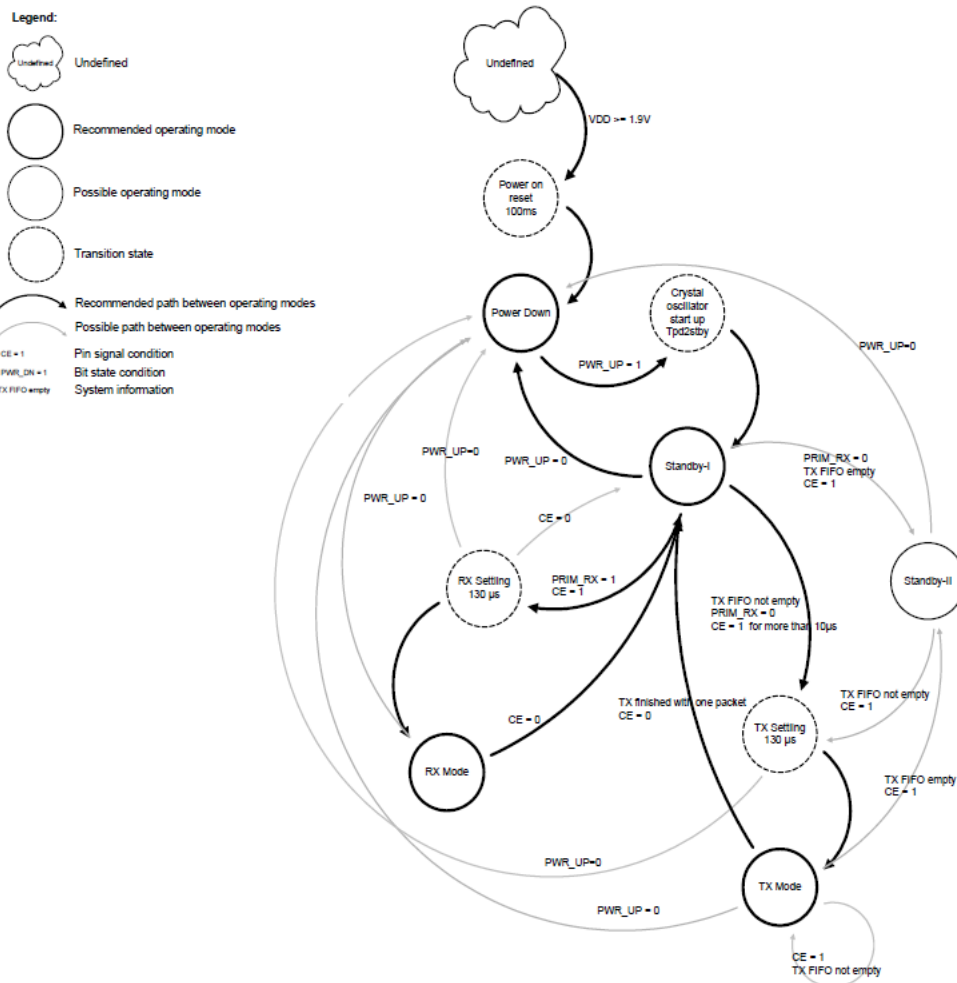 Legend:
Undefined
Undefined
Recommended operating mode
Possible operating mode
Transition state
Recommended path between operating modes
Possible path between operating modes
CE = 1
Pin signal condition
PWR_DN = 1
Bit state condition
TX FIFO empty
System information
Undefined
VDD >= 1.9V
Power on
reset
100ms
Power Down
Crystal
oscillator
start up
Tpd2stby
PWR_UP=0
PWR_UP = 1
PWR_UP=0
PWR_UP = 0
Standby-I
PRIM_RX = 0
TX FIFO empty
CE = 1
PWR_UP = 0
CE = 0
RX Settling
130 µs
PRIM_RX = 1
CE = 1
Standby-II
TX FIFO not empty
PRIM_RX = 0
CE = 1 for more than 10µs
TX FIFO not empty
CE = 1
TX finished with one packet
CE = 0
CE = 0
TX Settling
130 µs
RX Mode
TX FIFO empty
CE = 1
PWR_UP=0
TX Mode
PWR_UP = 0
CE = 1
TX FIFO not empty